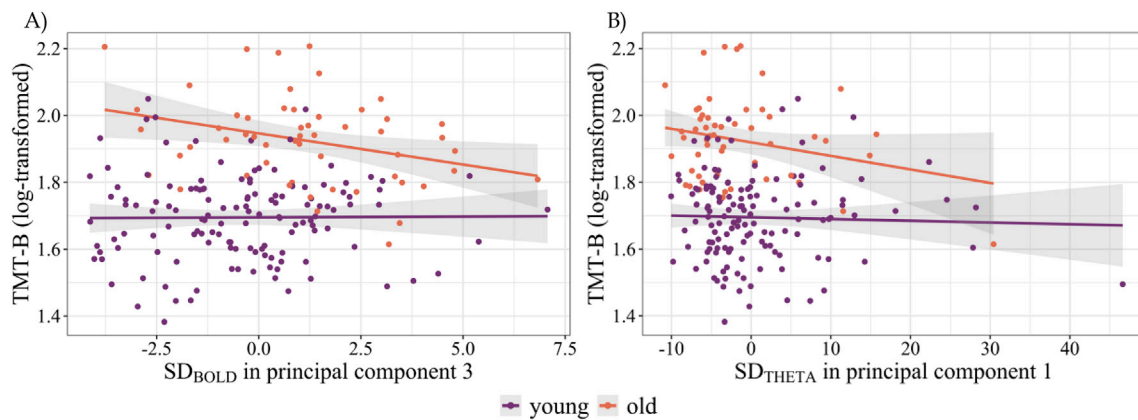 A)
TMT-B (log-transformed)
2.2
2.0
1.8
1.6
1.4
-2.5
0.0
2.5
5.0
7.5
SD_BOLD in principal component 3
B)
TMT-B (log-transformed)
2.2
2.0
1.8
1.6
1.4
-10
0
10
20
30
40
SD_THETA in principal component 1
young
old